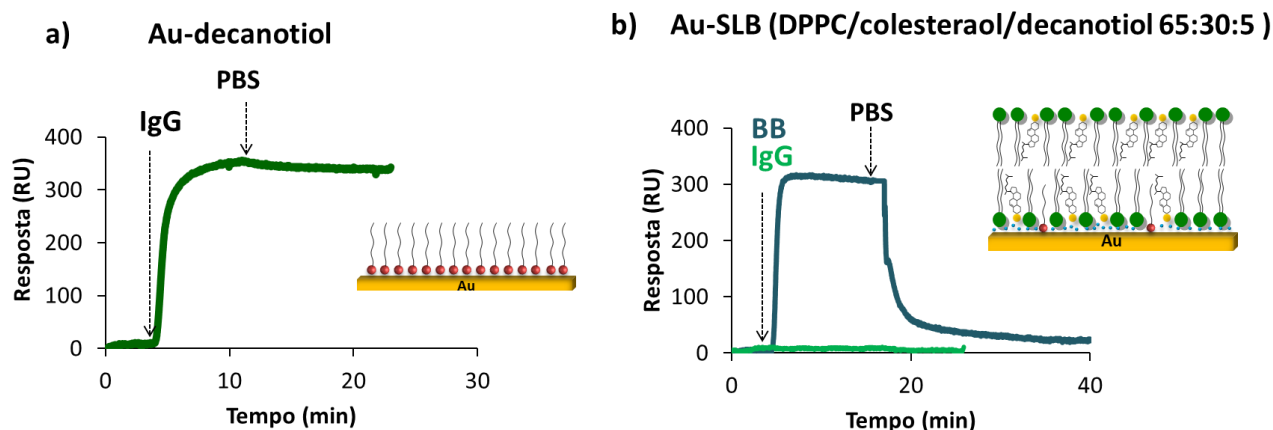 a) Au-decanotiol
PBS
IgG
400
300
200
100
0
0 10 20 30
Resposta (RU)
Tempo (min)
Au
b) Au-SLB (DPPC/colesteraol/decanotiol 65:30:5 )
PBS
BB
IgG
400
300
200
100
0
0 20 40
Resposta (RU)
Tempo (min)
Au